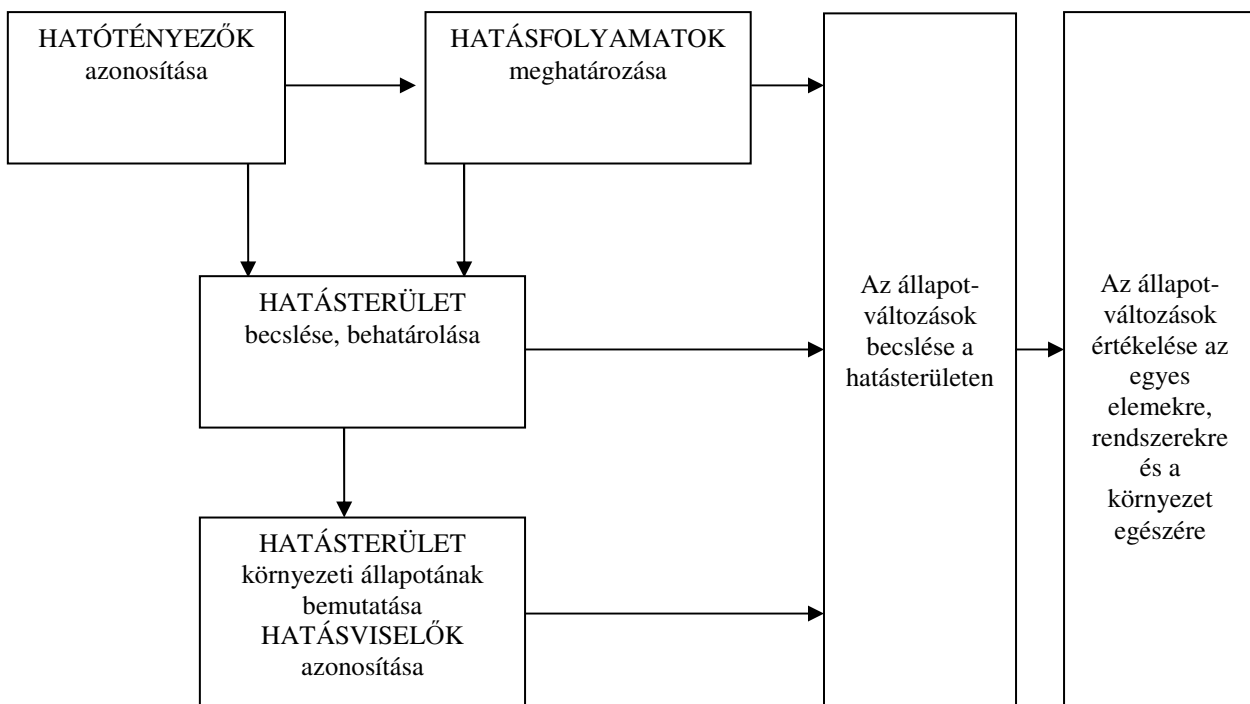 HATÓTÉNYEZŐK
azonosítása
HATÁSFOLYAMATOK
meghatározása
HATÁSTERÜLET
becslése, behatárolása
HATÁSTERÜLET
környezeti állapotának
bemutatása
HATÁSVISELŐK
azonosítása
Az állapot-
változások
becslése a
hatásterületen
Az állapot-
változások
értékelése az
egyes
elemekre,
rendszerekre
és a
környezet
egészére